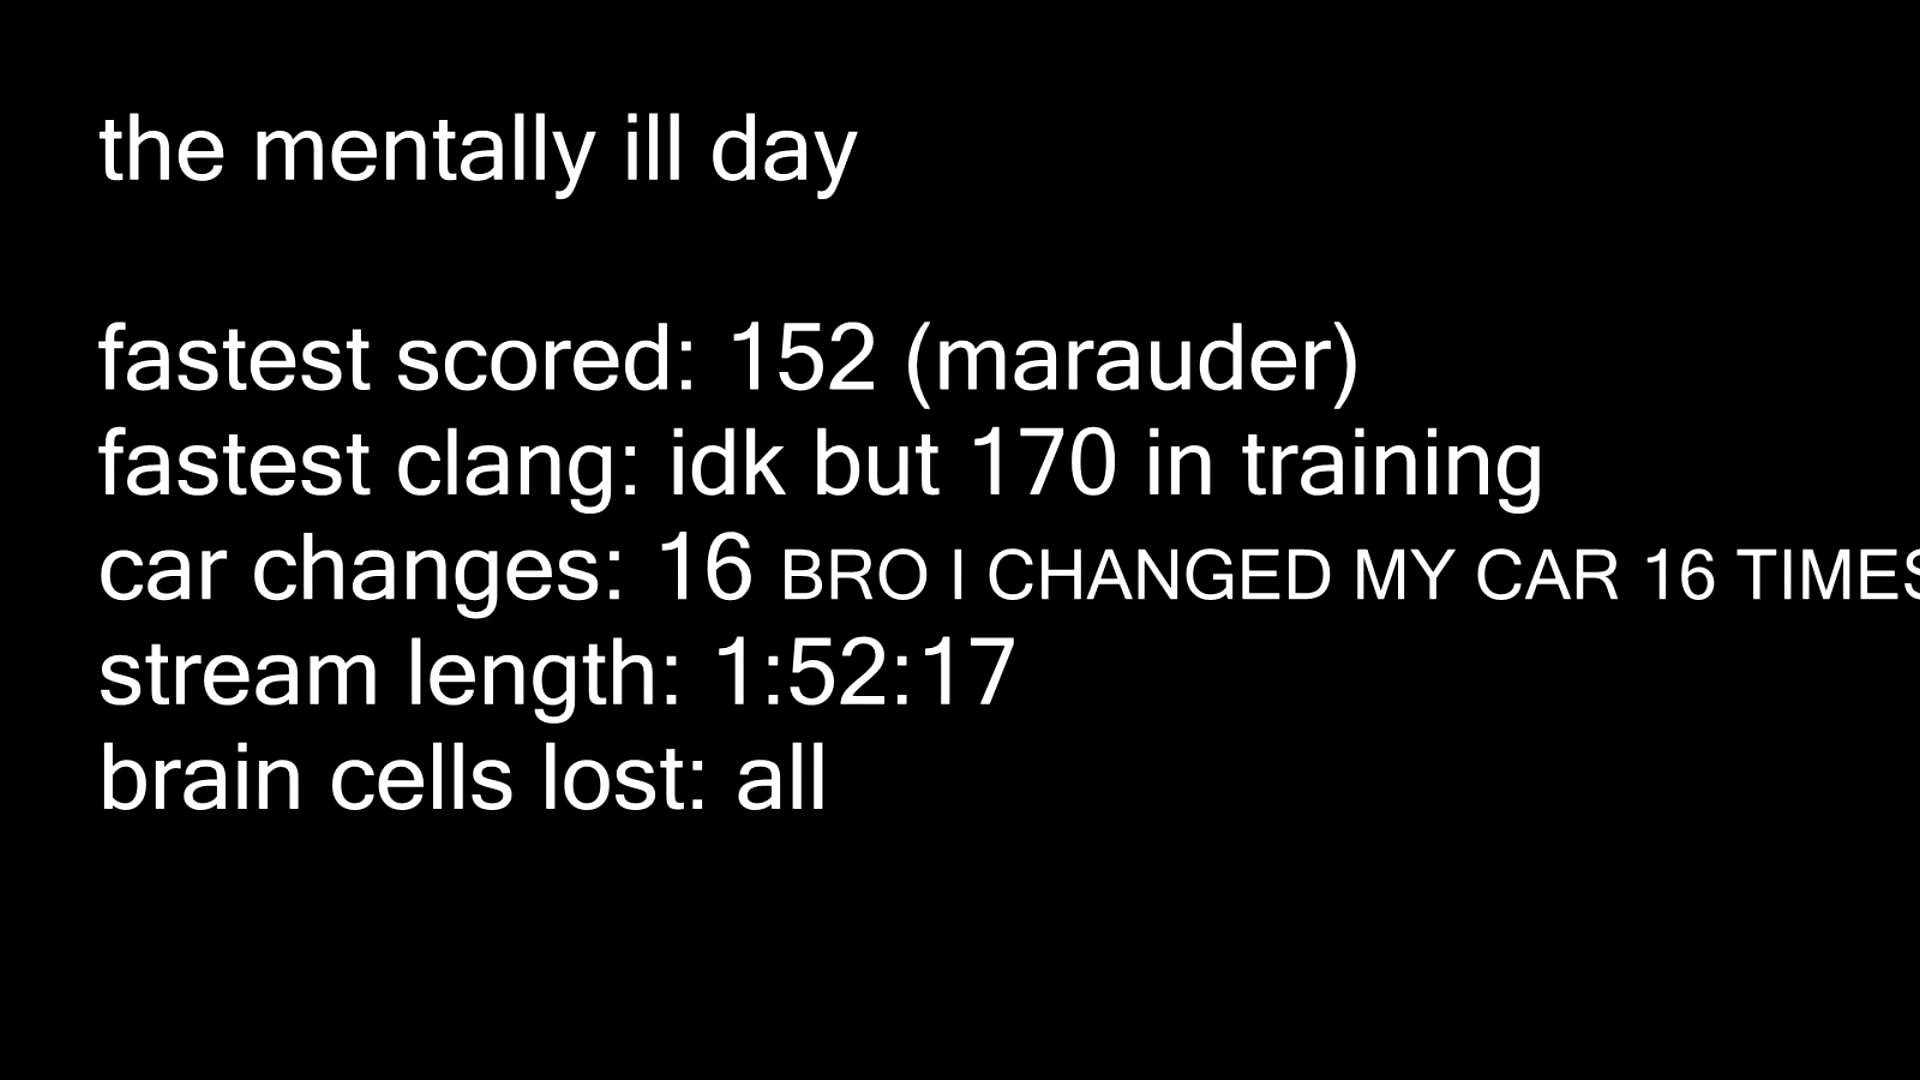 the mentally ill day
fastest scored: 152 (marauder)
fastest clang: idk but 170 in training
car changes: 16 BRO I CHANGED MY CAR 16 TIMES
stream length: 1:52:17
brain cells lost: all